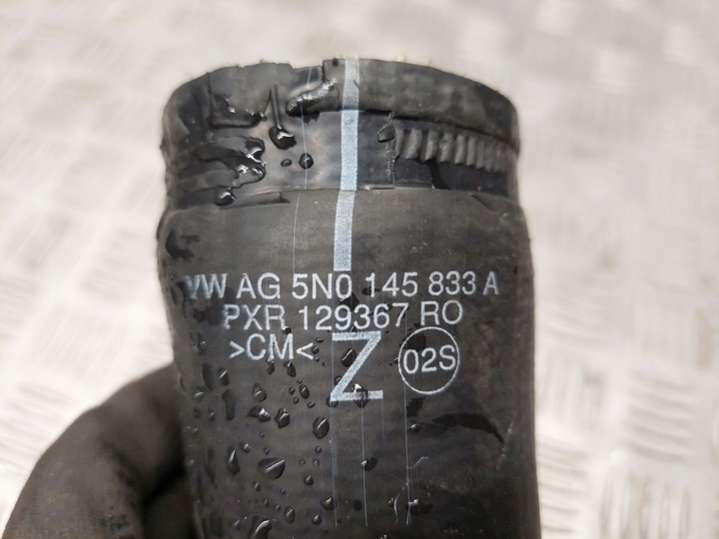 VW AG 5N0 145 833 A
PXR 129367 RO
>CM< Z 02S